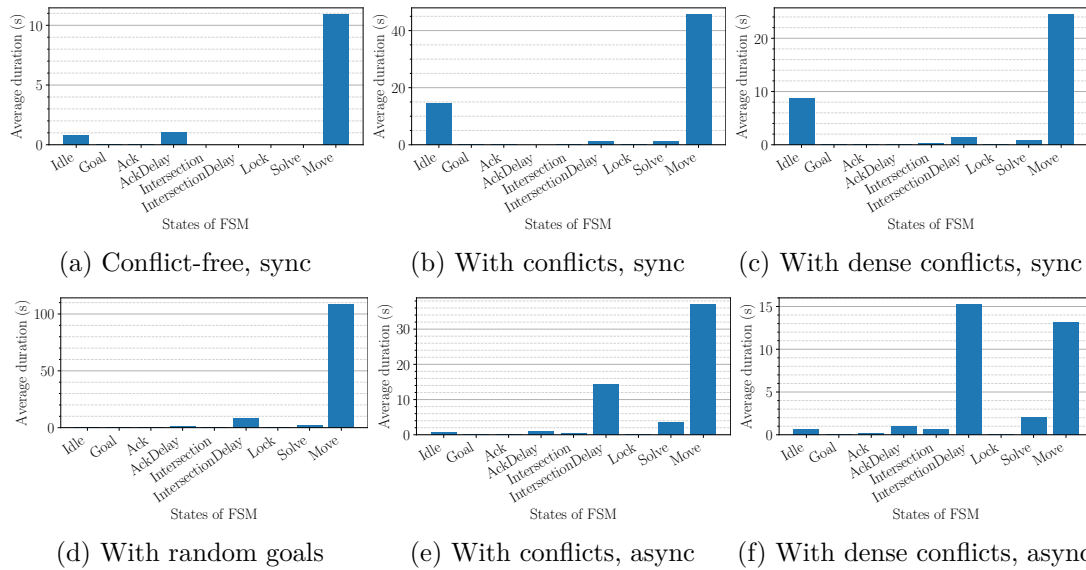 10
5
0
Average duration (s)
Idle
Goal
Ack
AckDelay
Intersection
IntersectionDelay
Lock
Solve
Move
States of FSM
(a) Conflict-free, sync
40
20
0
Average duration (s)
Idle
Goal
Ack
AckDelay
Intersection
IntersectionDelay
Lock
Solve
Move
States of FSM
(b) With conflicts, sync
20
10
0
Average duration (s)
Idle
Goal
Ack
AckDelay
Intersection
IntersectionDelay
Lock
Solve
Move
States of FSM
(c) With dense conflicts, sync
100
50
0
Average duration (s)
Idle
Goal
Ack
AckDelay
Intersection
IntersectionDelay
Lock
Solve
Move
States of FSM
(d) With random goals
30
20
10
0
Average duration (s)
Idle
Goal
Ack
AckDelay
Intersection
IntersectionDelay
Lock
Solve
Move
States of FSM
(e) With conflicts, async
15
10
5
0
Average duration (s)
Idle
Goal
Ack
AckDelay
Intersection
IntersectionDelay
Lock
Solve
Move
States of FSM
(f) With dense conflicts, async